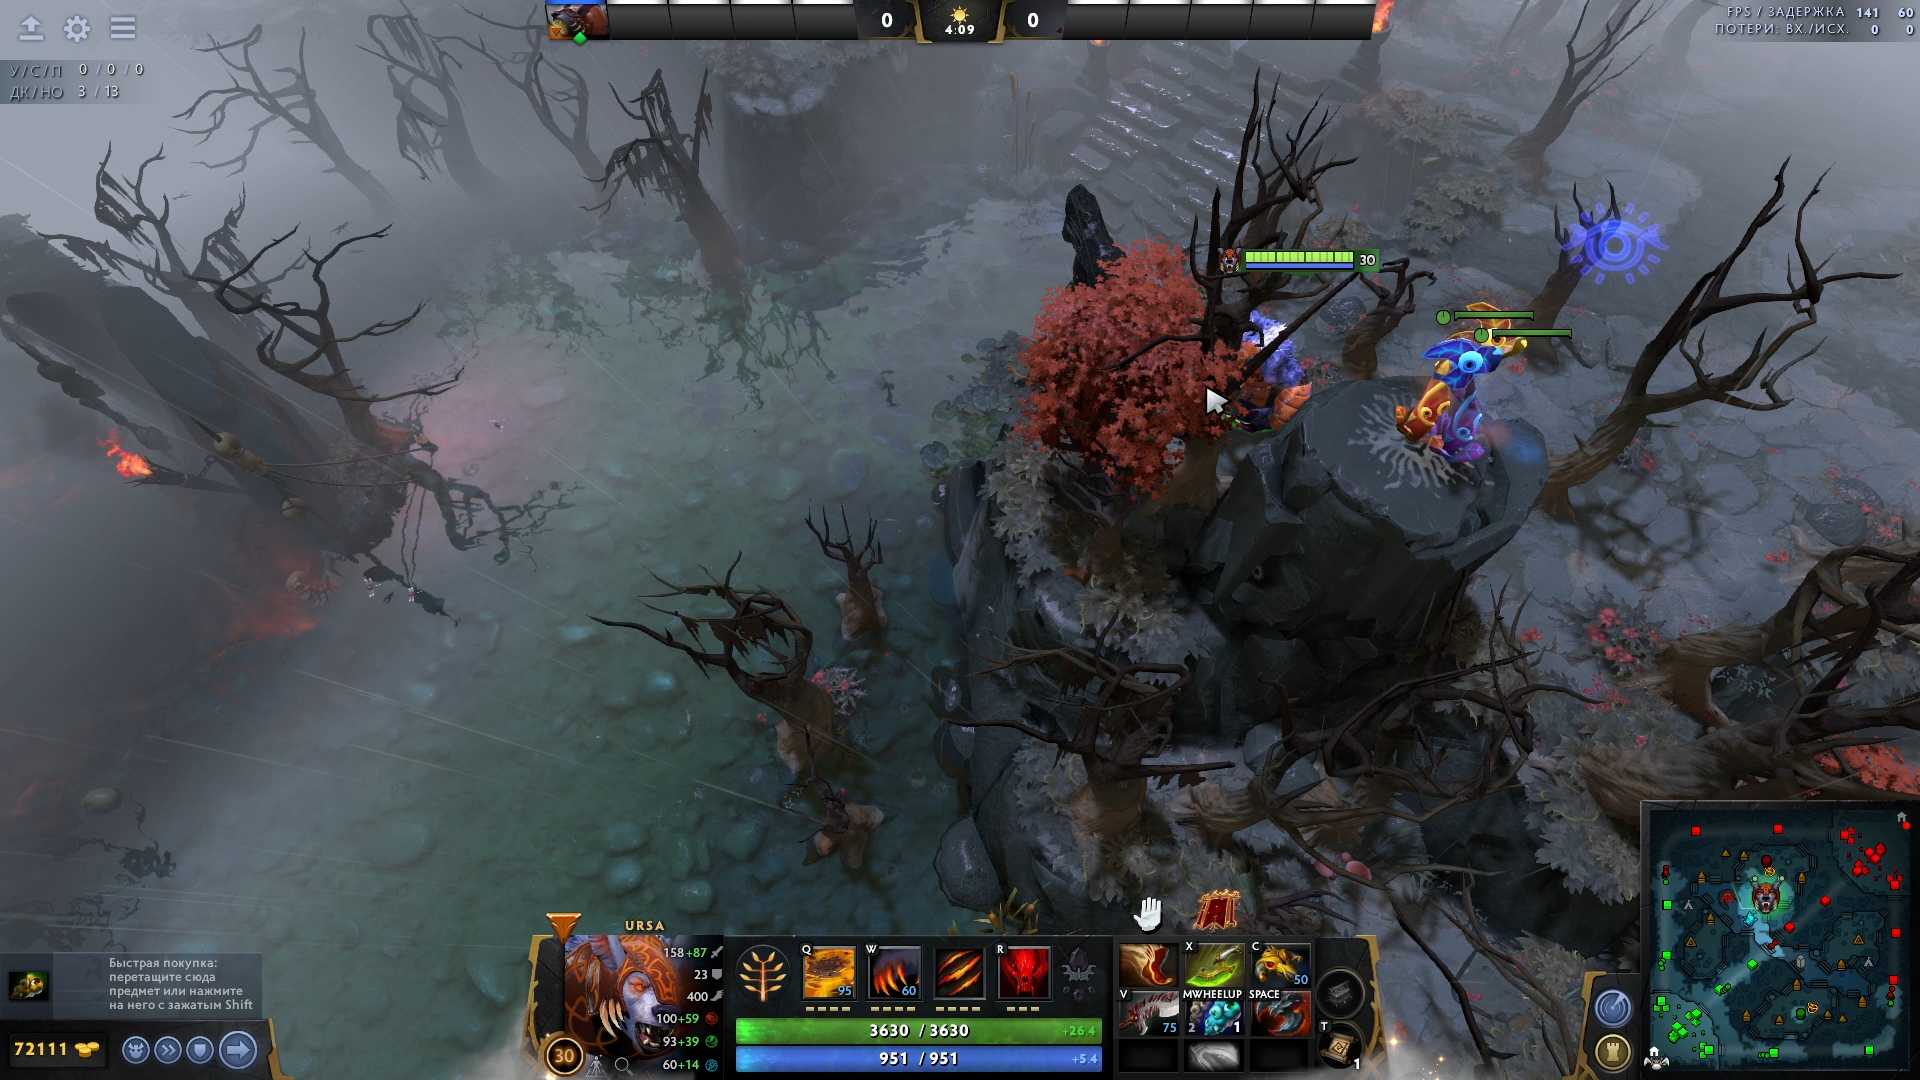 0
4:09
0
FPS / ЗАДЕРЖКА 141 60
ПОТЕРИ: ВХ./ИСХ. 0 0
У / С / П 0 / 0 / 0
ДК / НО 3 / 13
30
URSA
158+87
23
400
100+59
93+39
60+14
30
Q
95
W
60
R
3630 / 3630
+26.4
951 / 951
+5.4
X
C
50
V
75
MWHEELUP
2
1
SPACE
T
1
Быстрая покупка:
перетащите сюда
предмет или нажмите
на него с зажатым Shift
72111